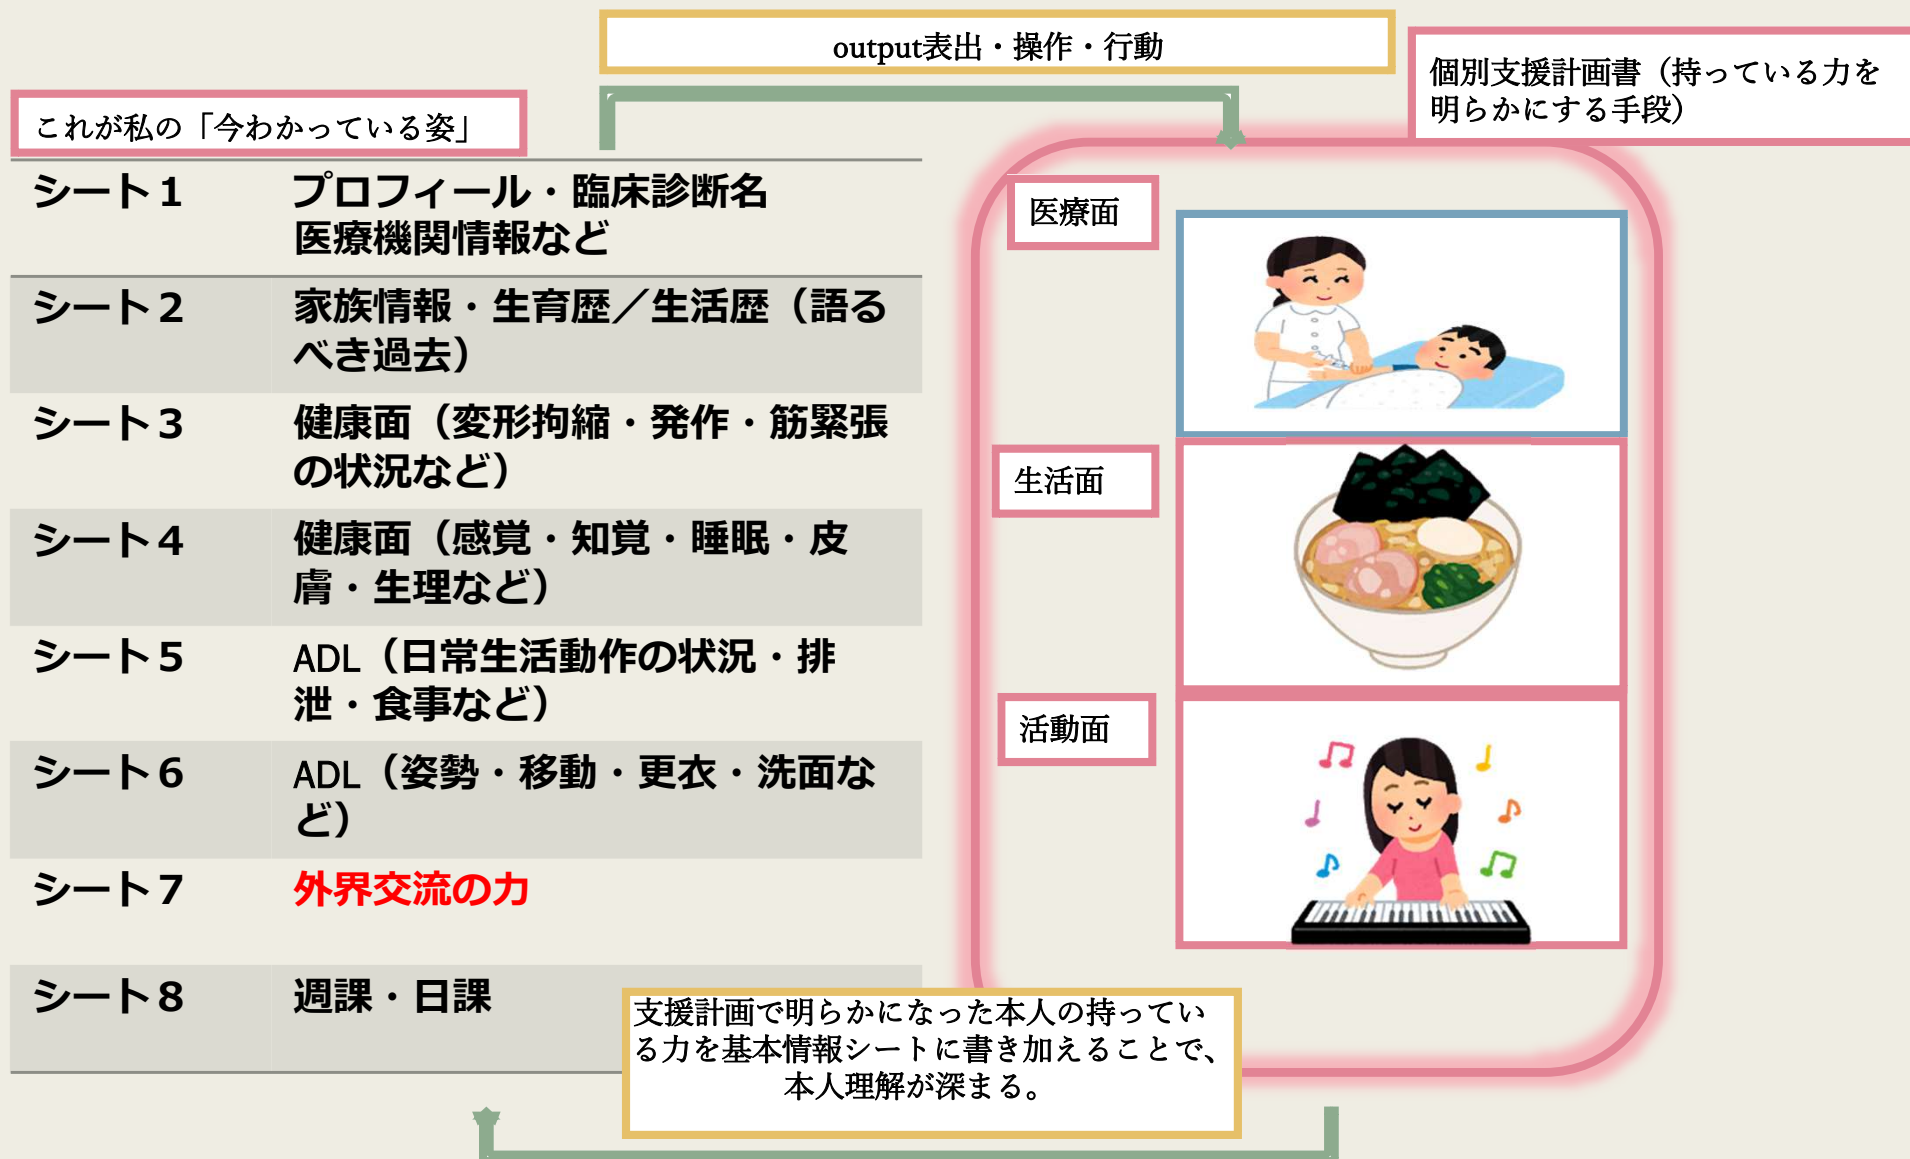 output表出・操作・行動
個別支援計画書（持っている力を
明らかにする手段）
これが私の「今わかっている姿」
シート１ プロフィール・臨床診断名
医療機関情報など
シート２ 家族情報・生育歴／生活歴（語る
べき過去）
シート３ 健康面（変形拘縮・発作・筋緊張
の状況など）
シート４ 健康面（感覚・知覚・睡眠・皮
膚・生理など）
シート５ ADL（日常生活動作の状況・排
泄・食事など）
シート６ ADL（姿勢・移動・更衣・洗面な
ど）
シート７ 外界交流の力
シート８ 週課・日課
医療面
生活面
活動面
支援計画で明らかになった本人の持ってい
る力を基本情報シートに書き加えることで、
本人理解が深まる。